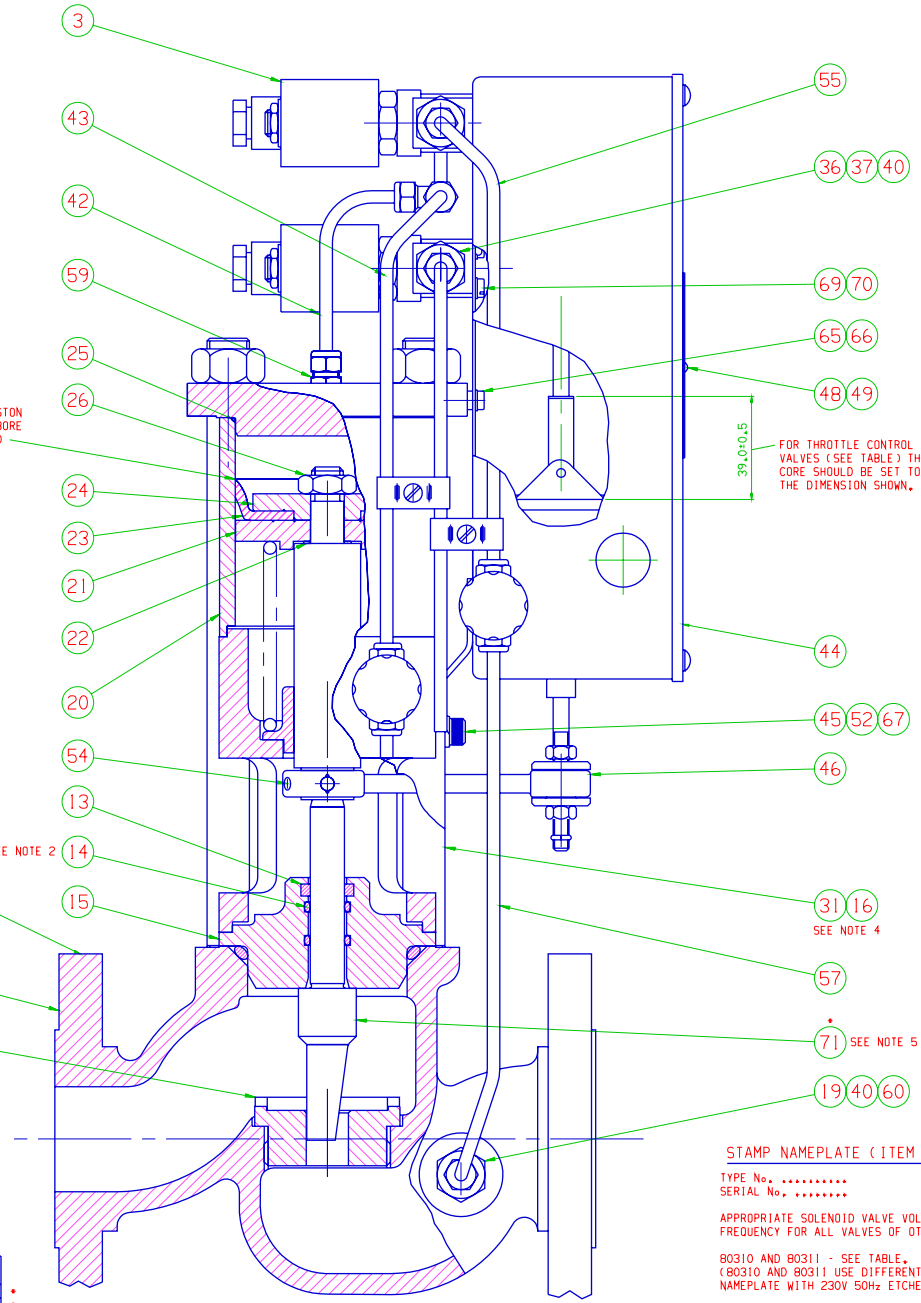 3
43
42
59
25
26
STON
BORE
24
23
21
22
20
54
13
E NOTE 2
14
15
55
36 37 40
69 70
65 66
48 49
39.0±0.5
FOR THROTTLE CONTROL
VALVES (SEE TABLE) TH
CORE SHOULD BE SET TO
THE DIMENSION SHOWN.
44
45 52 67
46
31 16
SEE NOTE 4
57
71 SEE NOTE 5
19 40 60
STAMP NAMEPLATE (ITEM
TYPE No. ..........
SERIAL No. ........
APPROPRIATE SOLENOID VALVE VOL
FREQUENCY FOR ALL VALVES OF OT
80310 AND 80311 - SEE TABLE.
(80310 AND 80311 USE DIFFERENT
NAMEPLATE WITH 230V 50Hz ETCHE